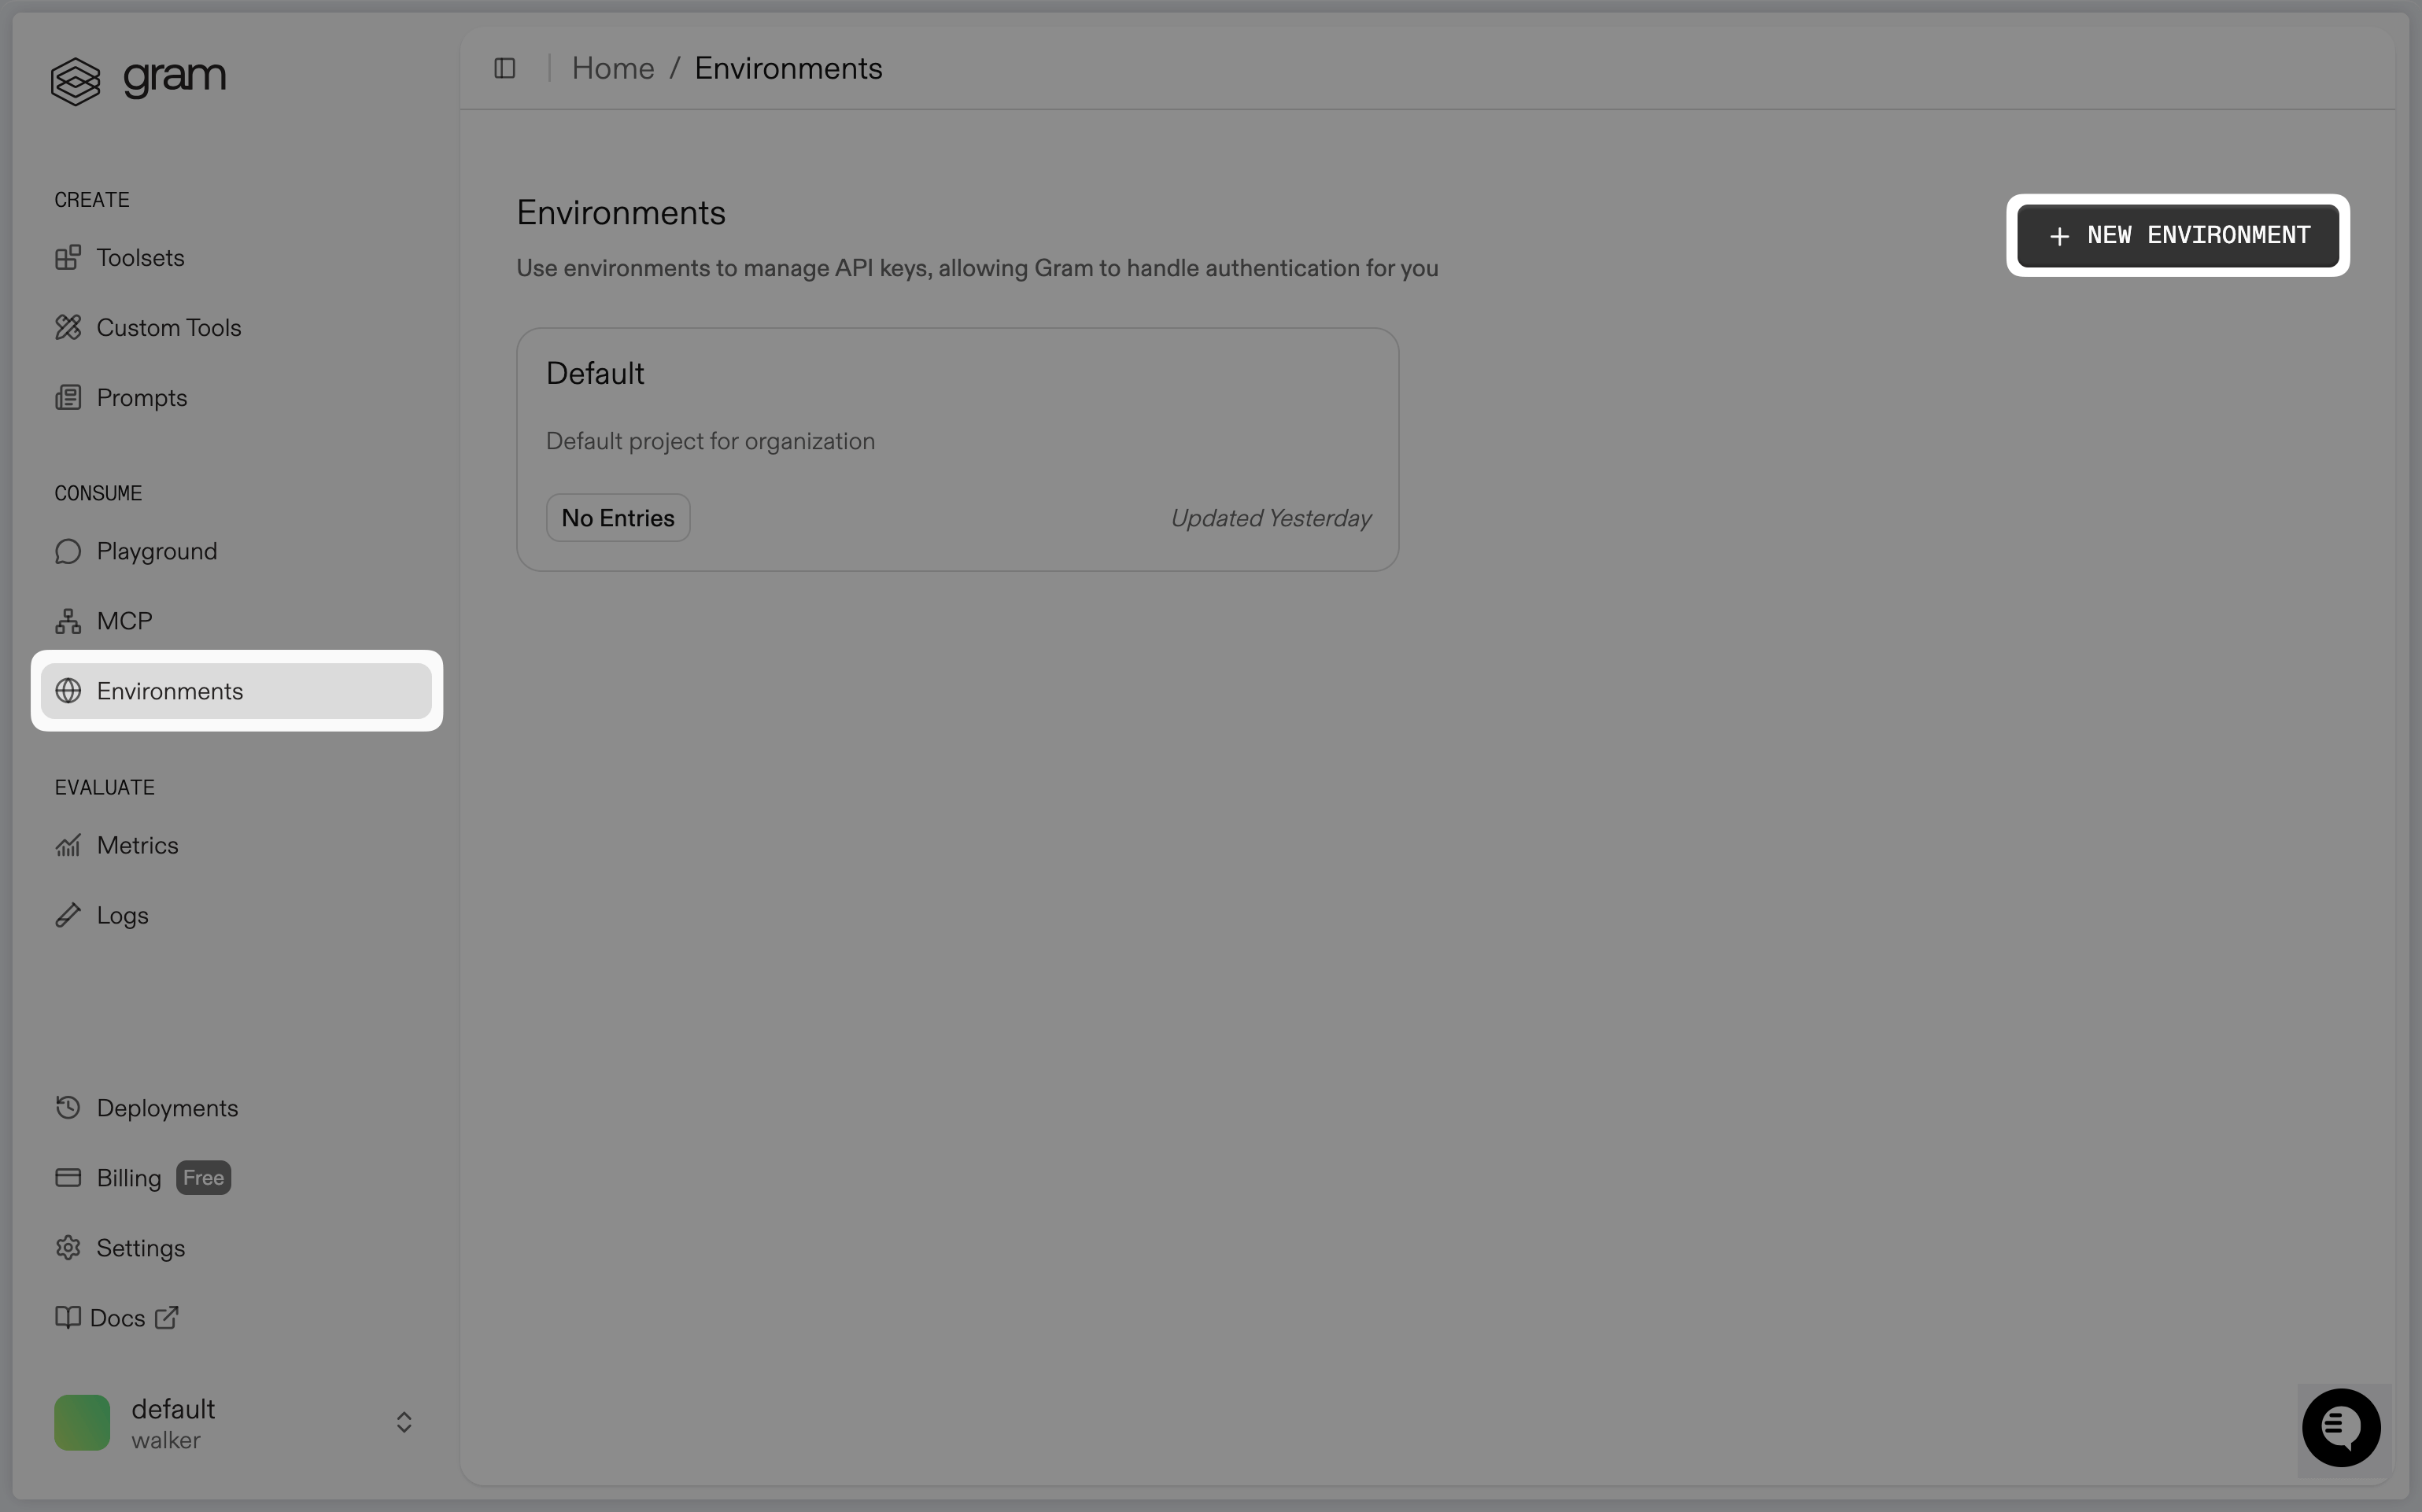 gram
CREATE
Toolsets
Custom Tools
Prompts
CONSUME
Playground
MCP
Environments
EVALUATE
Metrics
Logs
Deployments
Billing Free
Settings
Docs
default
walker
Home / Environments
Environments
Use environments to manage API keys, allowing Gram to handle authentication for you
+ NEW ENVIRONMENT
Default
Default project for organization
No Entries
Updated Yesterday